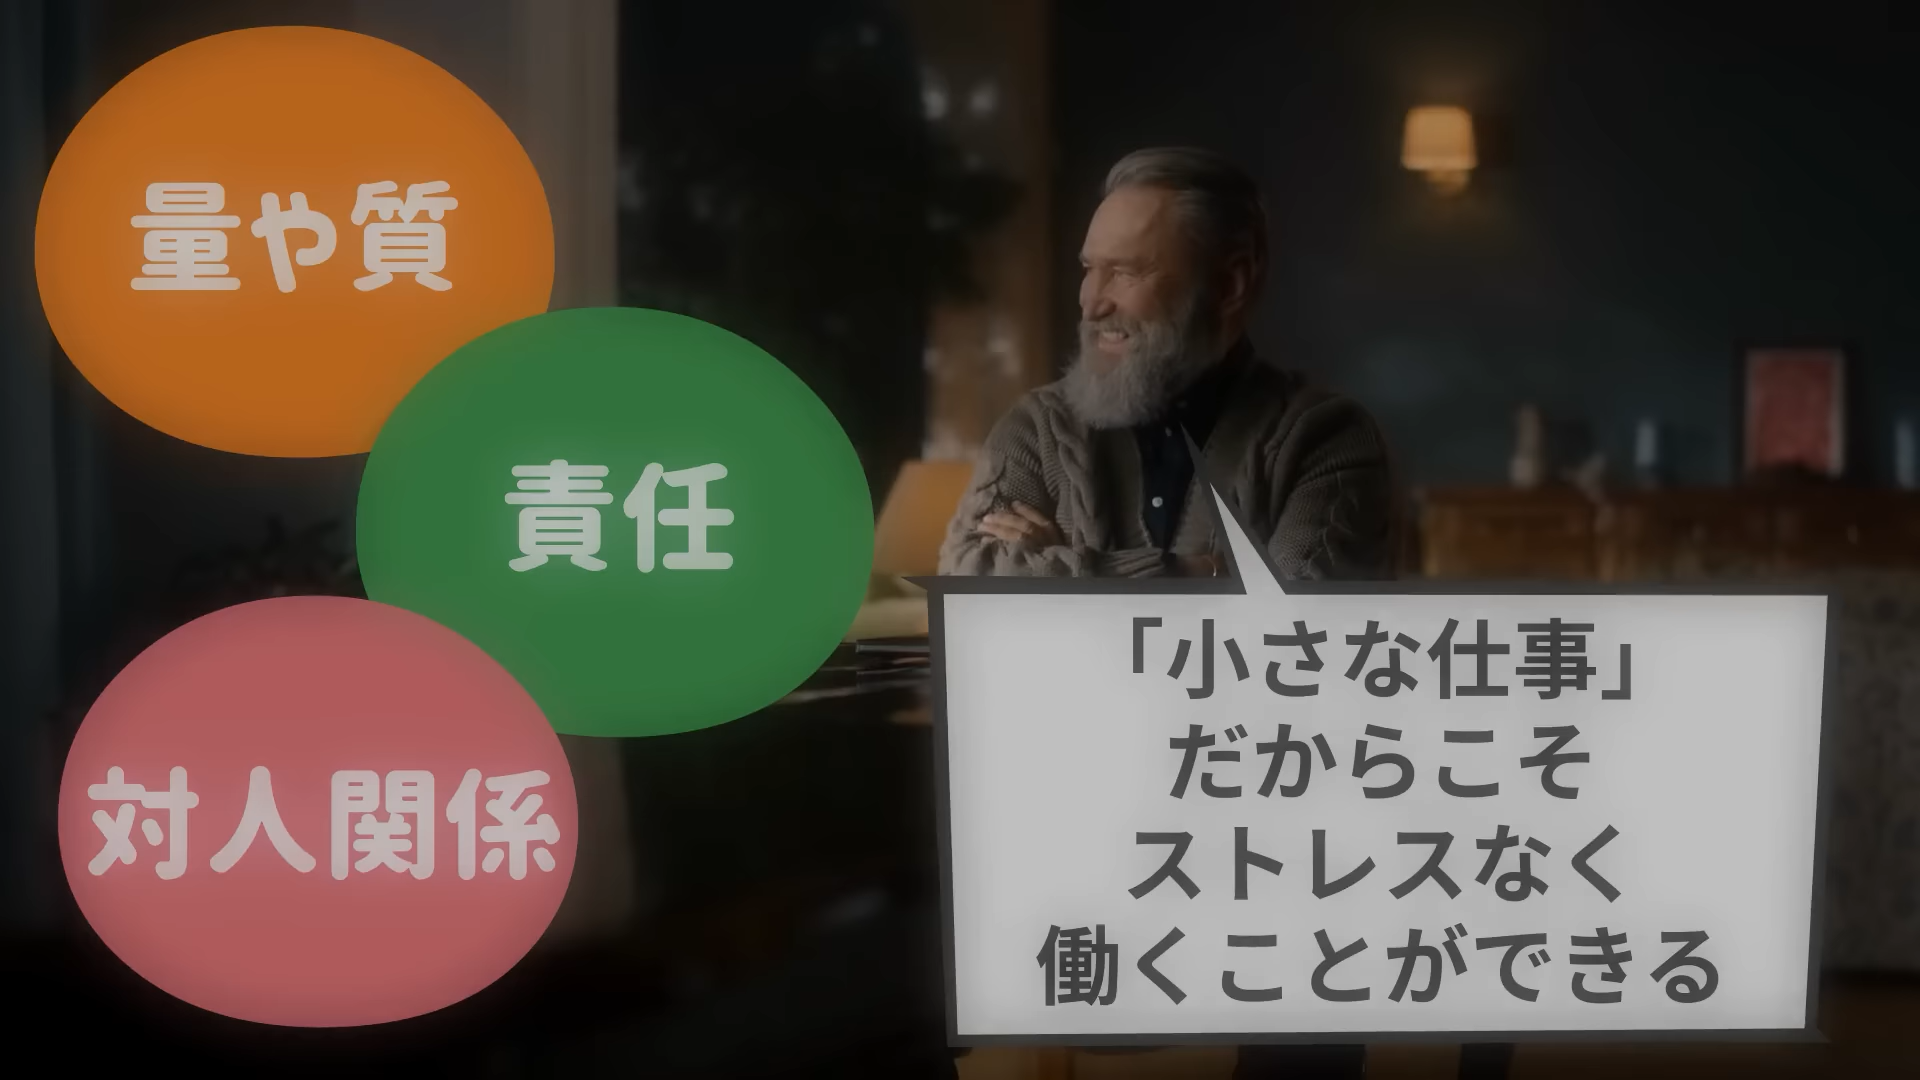 量や質
責任
対人関係
「小さな仕事」
だからこそ
ストレスなく
働くことができる